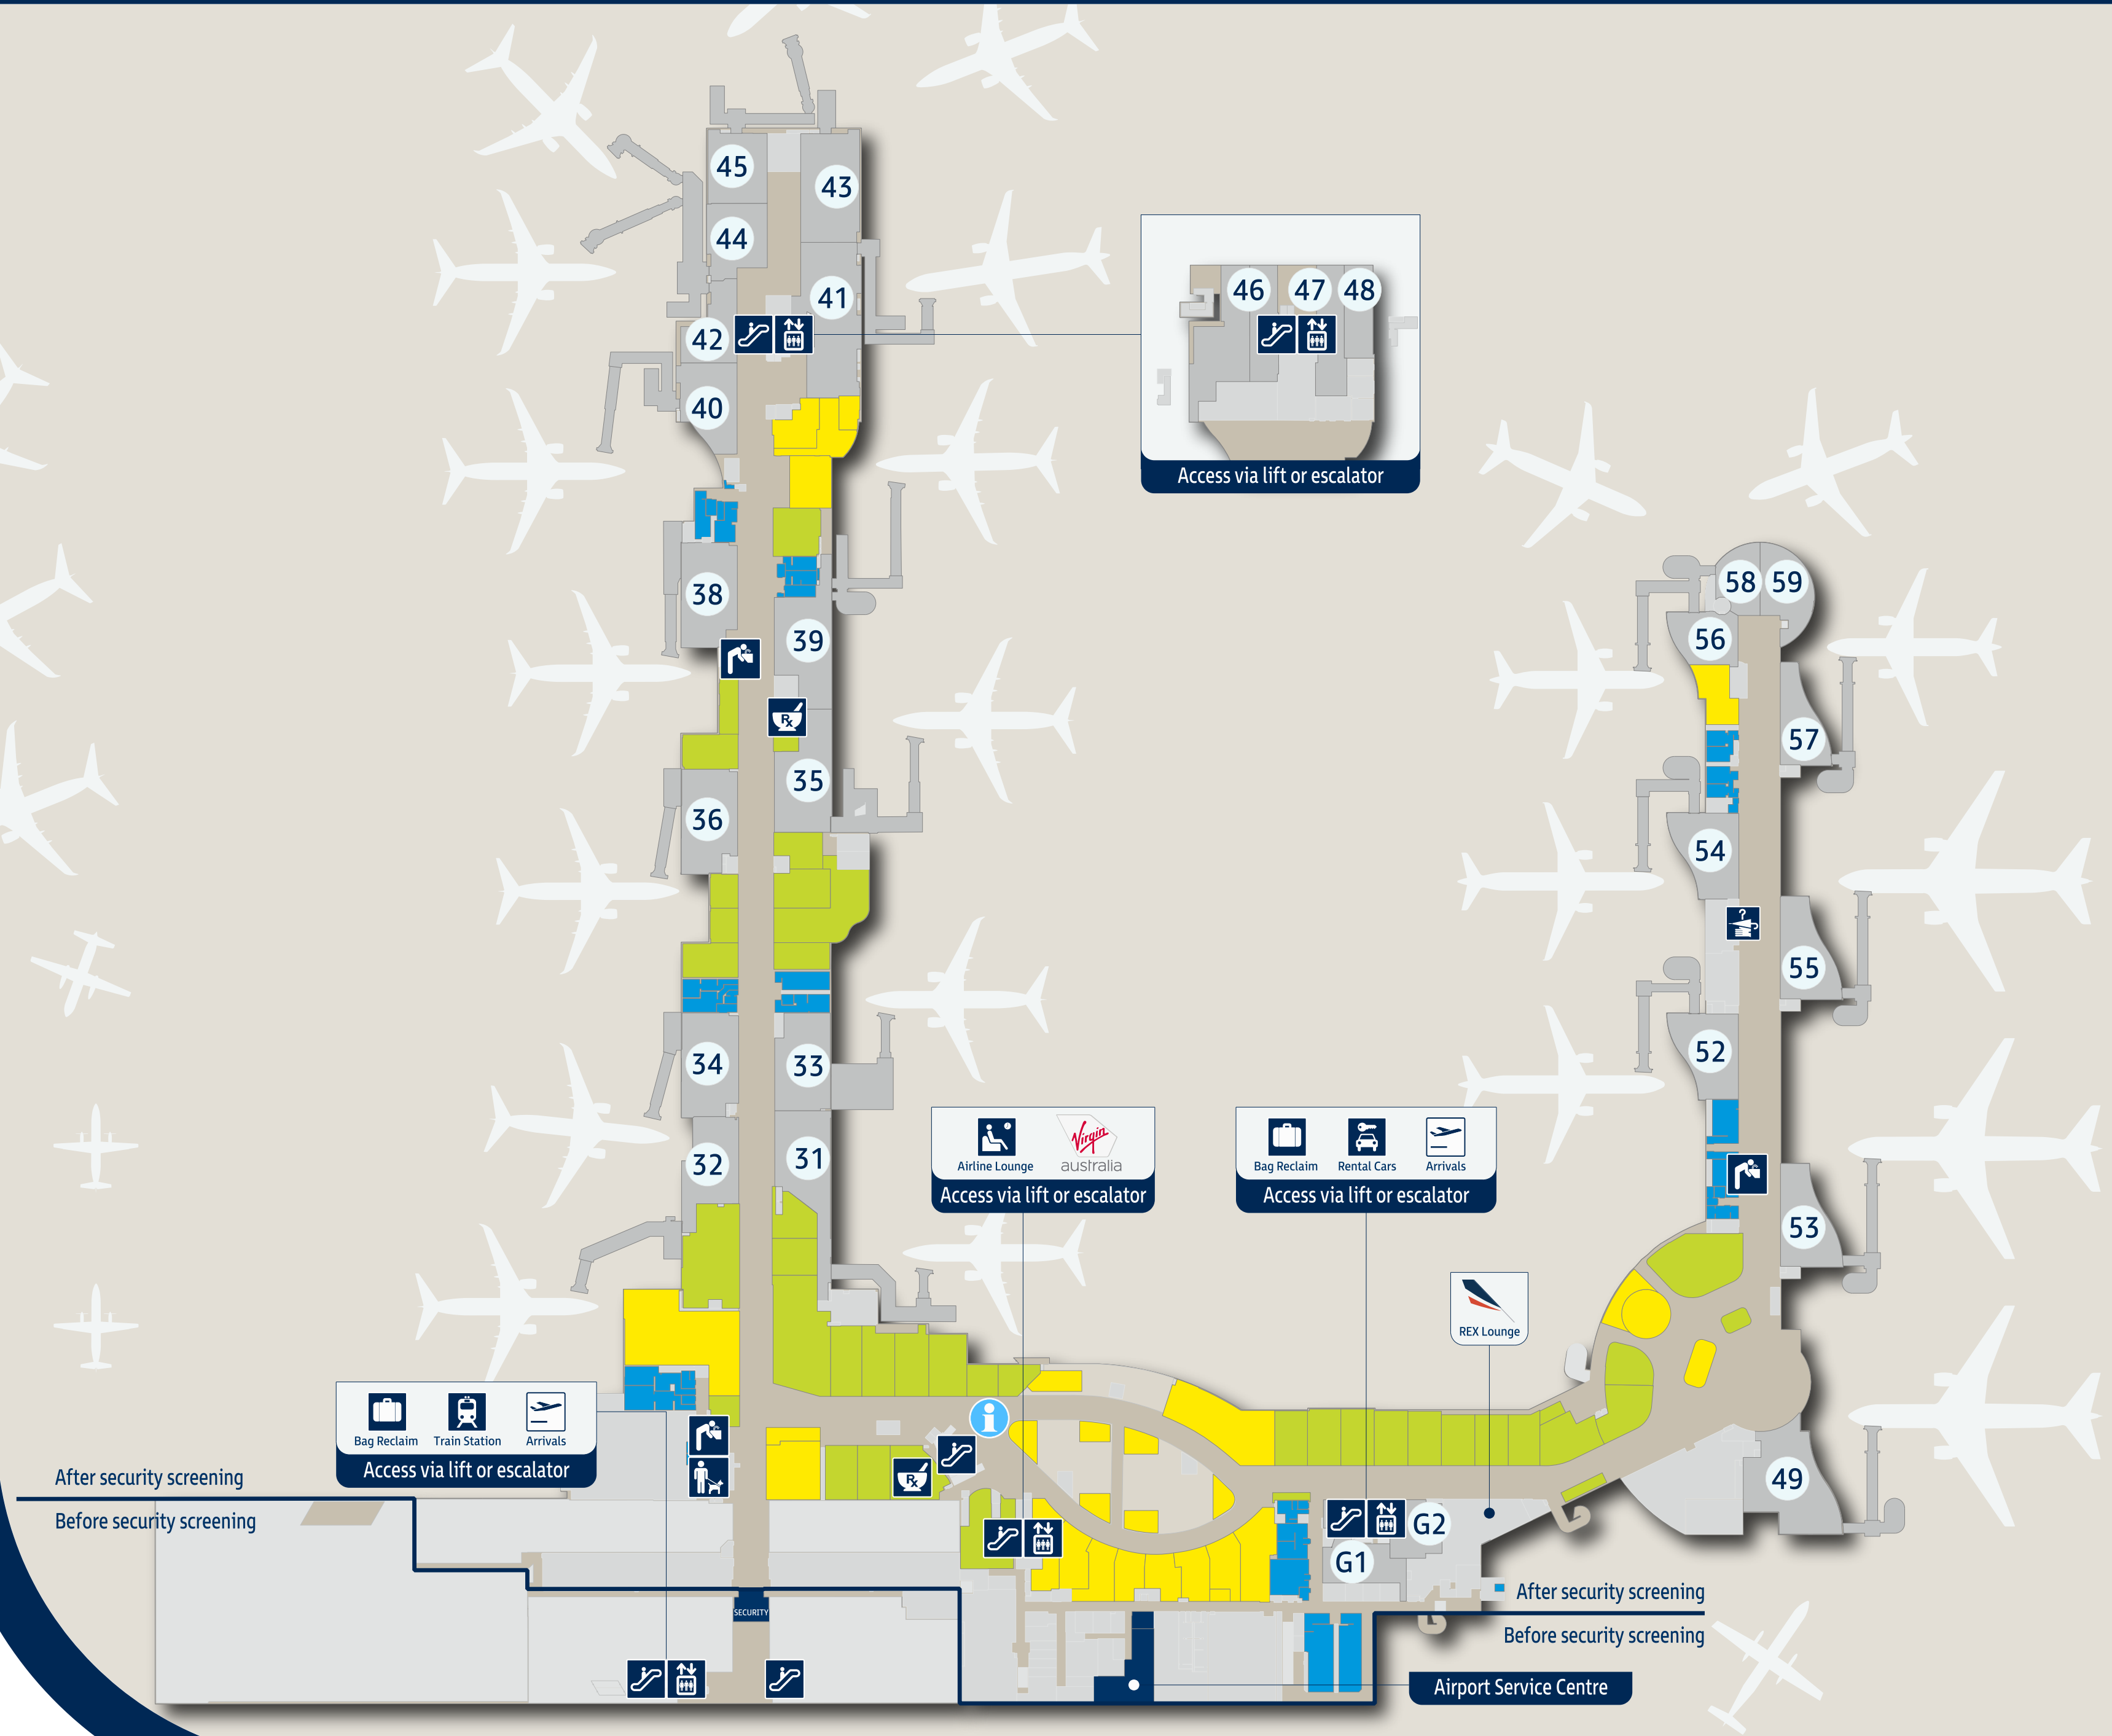 45
43
44
41
42
40
46
47
48
Access via lift or escalator
38
39
58
59
56
57
Rx
35
36
54
?
55
52
34
33
32
31
53
Airline Lounge
Virgin
australia
Access via lift or escalator
Bag Reclaim
Rental Cars
Arrivals
Access via lift or escalator
REX Lounge
Bag Reclaim
Train Station
Arrivals
Access via lift or escalator
i
Rx
49
After security screening
Before security screening
G2
G1
SECURITY
After security screening
Before security screening
Airport Service Centre